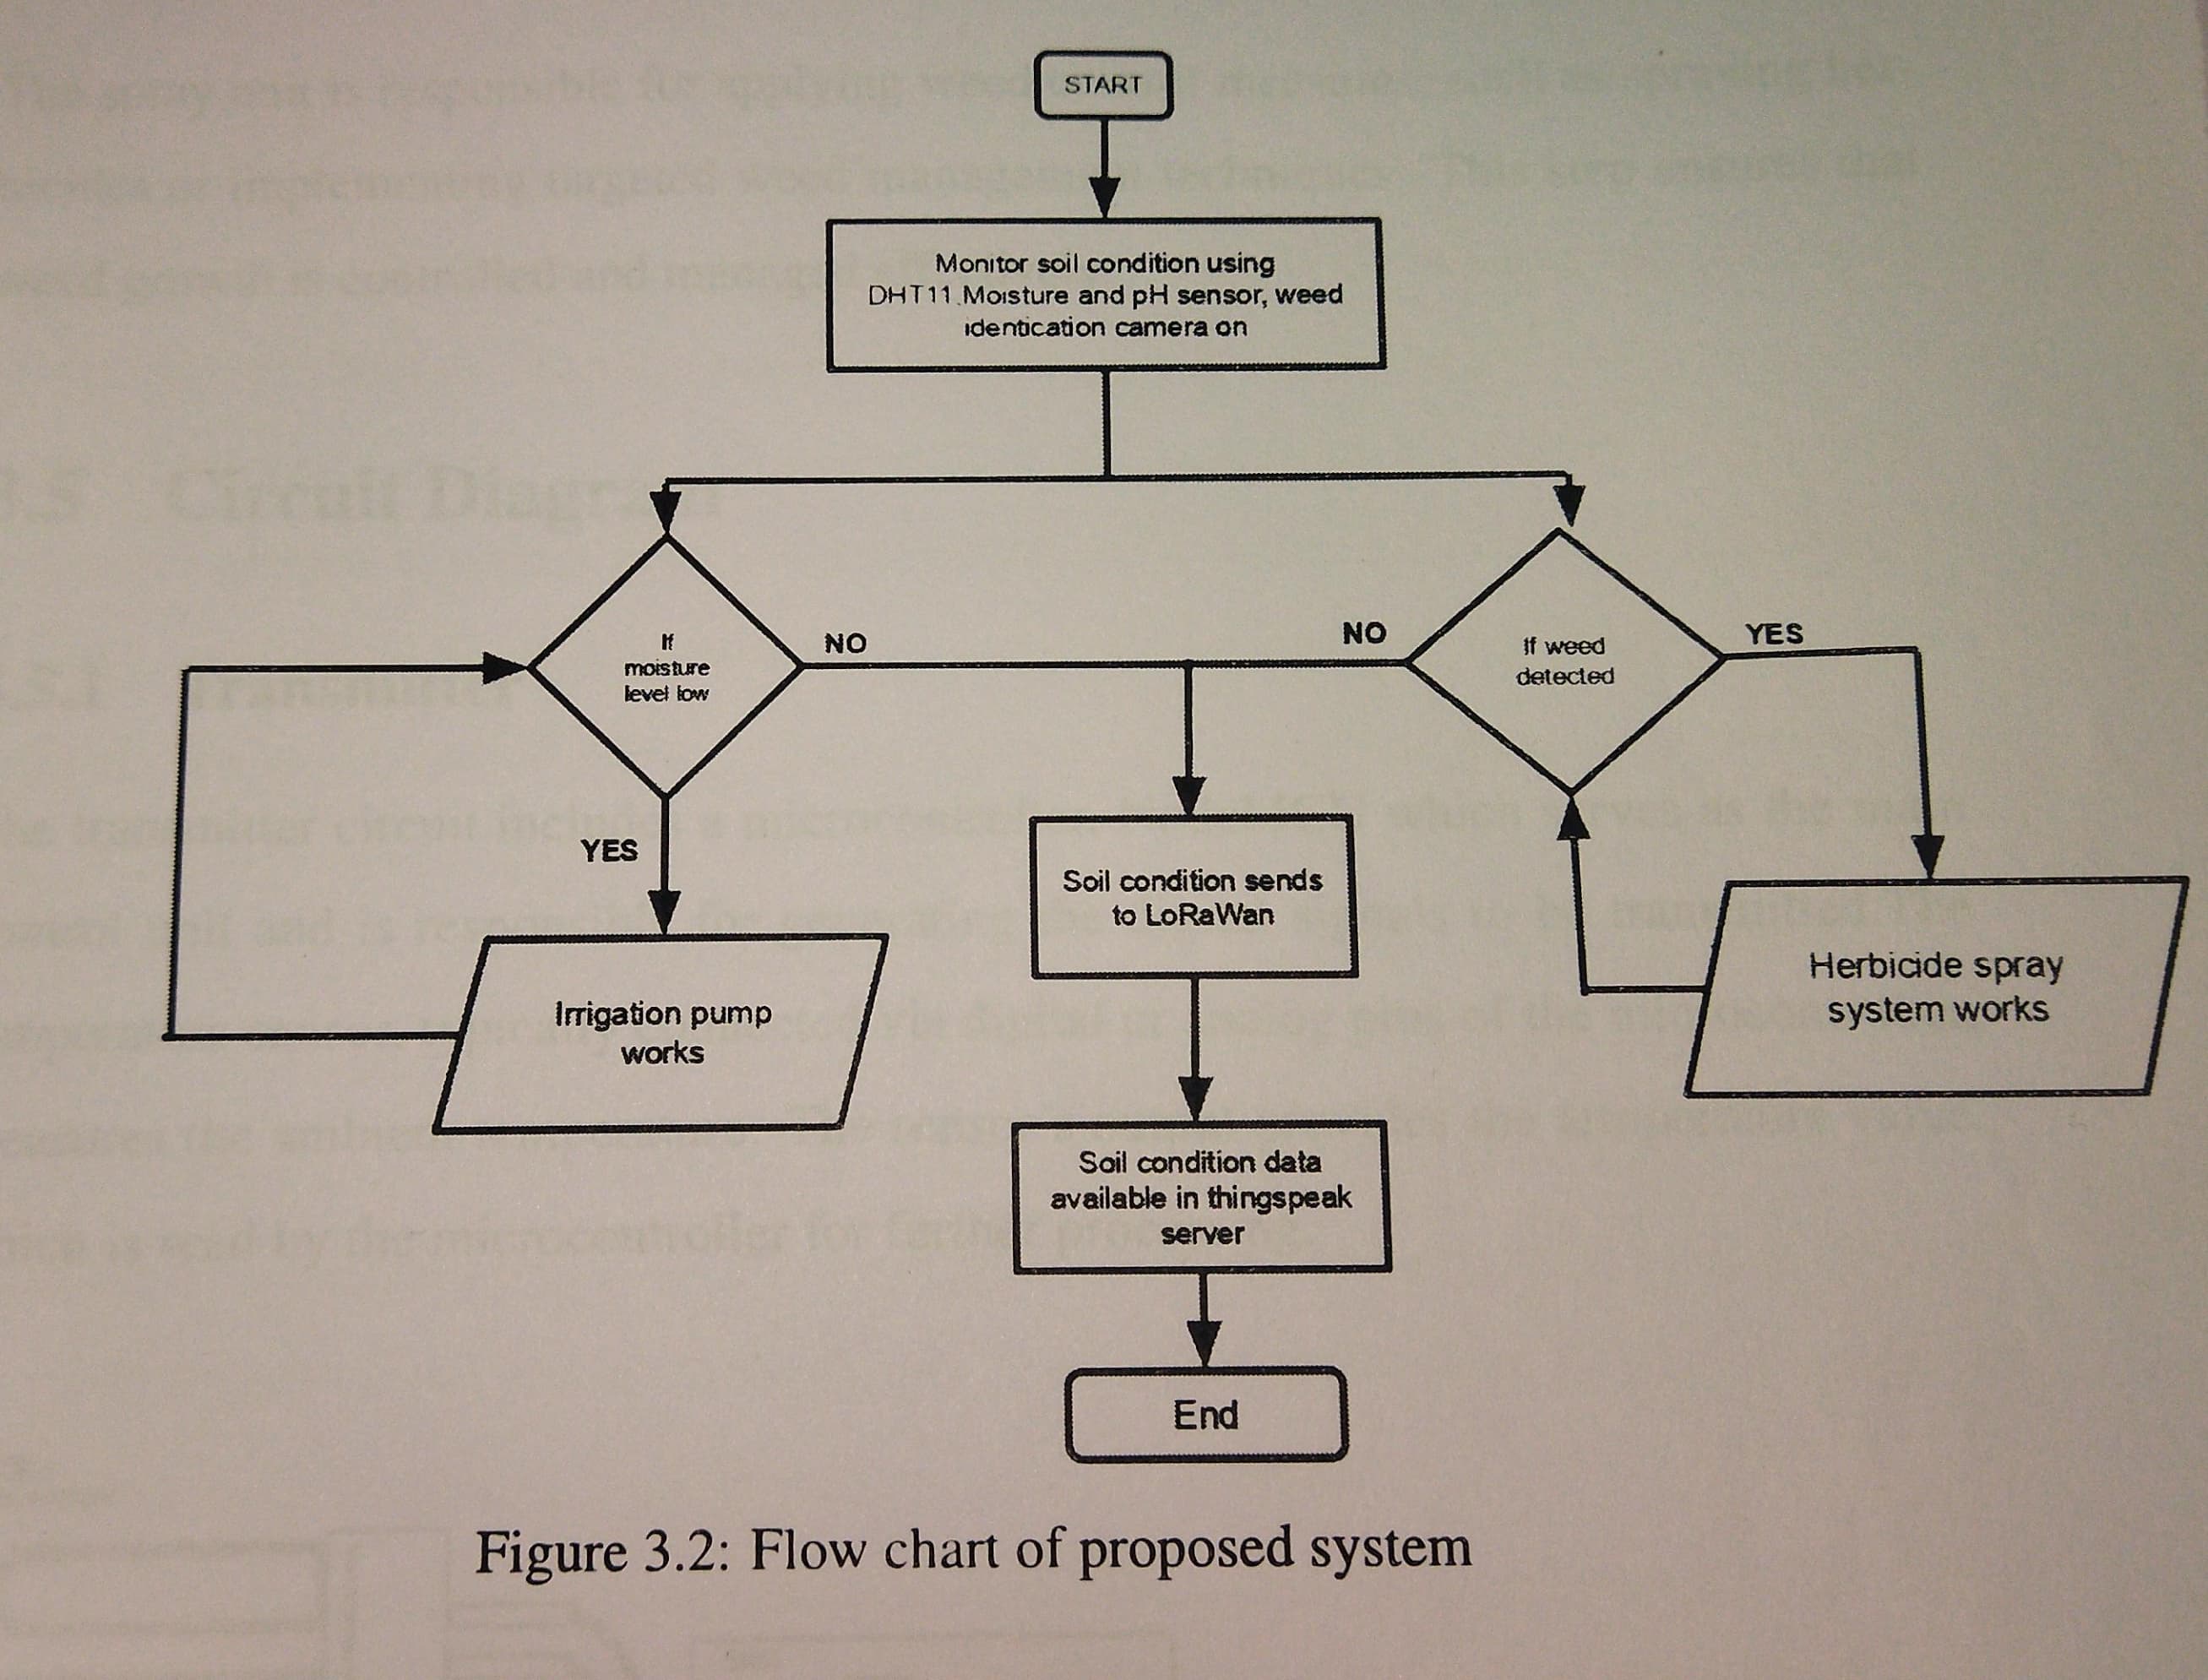 START
Monitor soil condition using
DHT11.Moisture and pH sensor, weed
identication camera on
If
moisture
level low
NO
NO
If weed
detected
YES
YES
Soil condition sends
to LoRaWan
Irrigation pump
works
Herbicide spray
system works
Soil condition data
available in thingspeak
server
End
Figure 3.2: Flow chart of proposed system